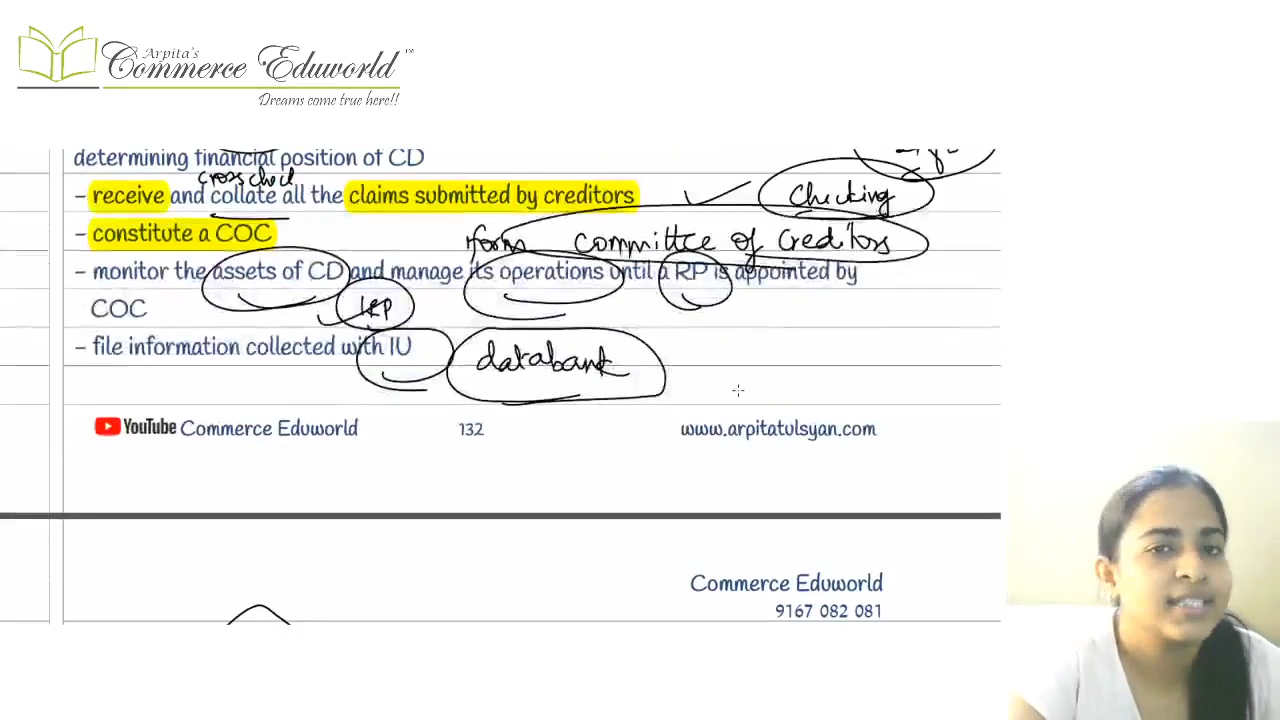 Arpita's
Commerce Eduworld™
Dreams come true here!!
determining financial position of CD
cross check
- receive and collate all the claims submitted by creditors
checking
- constitute a COC
form committee of creditors
- monitor the assets of CD and manage its operations until a RP is appointed by
COC
IRP
- file information collected with IU
databank
YouTube Commerce Eduworld 132 www.arpitatulsyan.com
Commerce Eduworld
9167 082 081